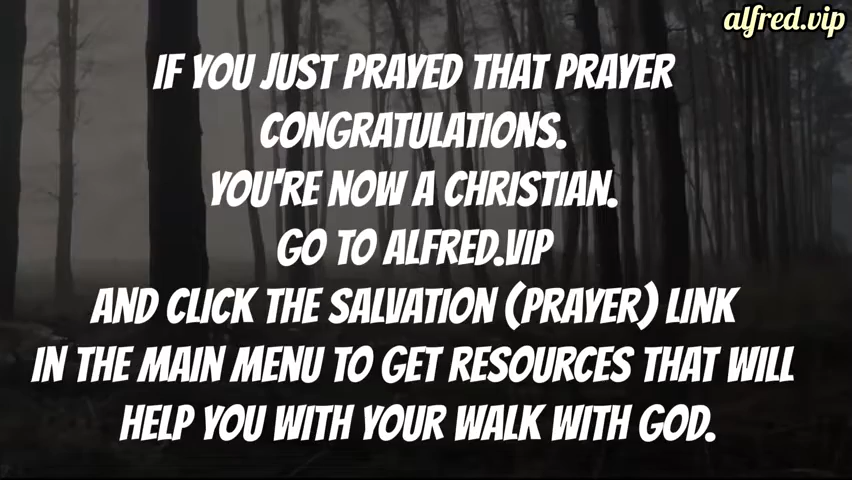 alfred.vip
IF YOU JUST PRAYED THAT PRAYER
CONGRATULATIONS.
YOU'RE NOW A CHRISTIAN.
GO TO ALFRED.VIP
AND CLICK THE SALVATION (PRAYER) LINK
IN THE MAIN MENU TO GET RESOURCES THAT WILL
HELP YOU WITH YOUR WALK WITH GOD.